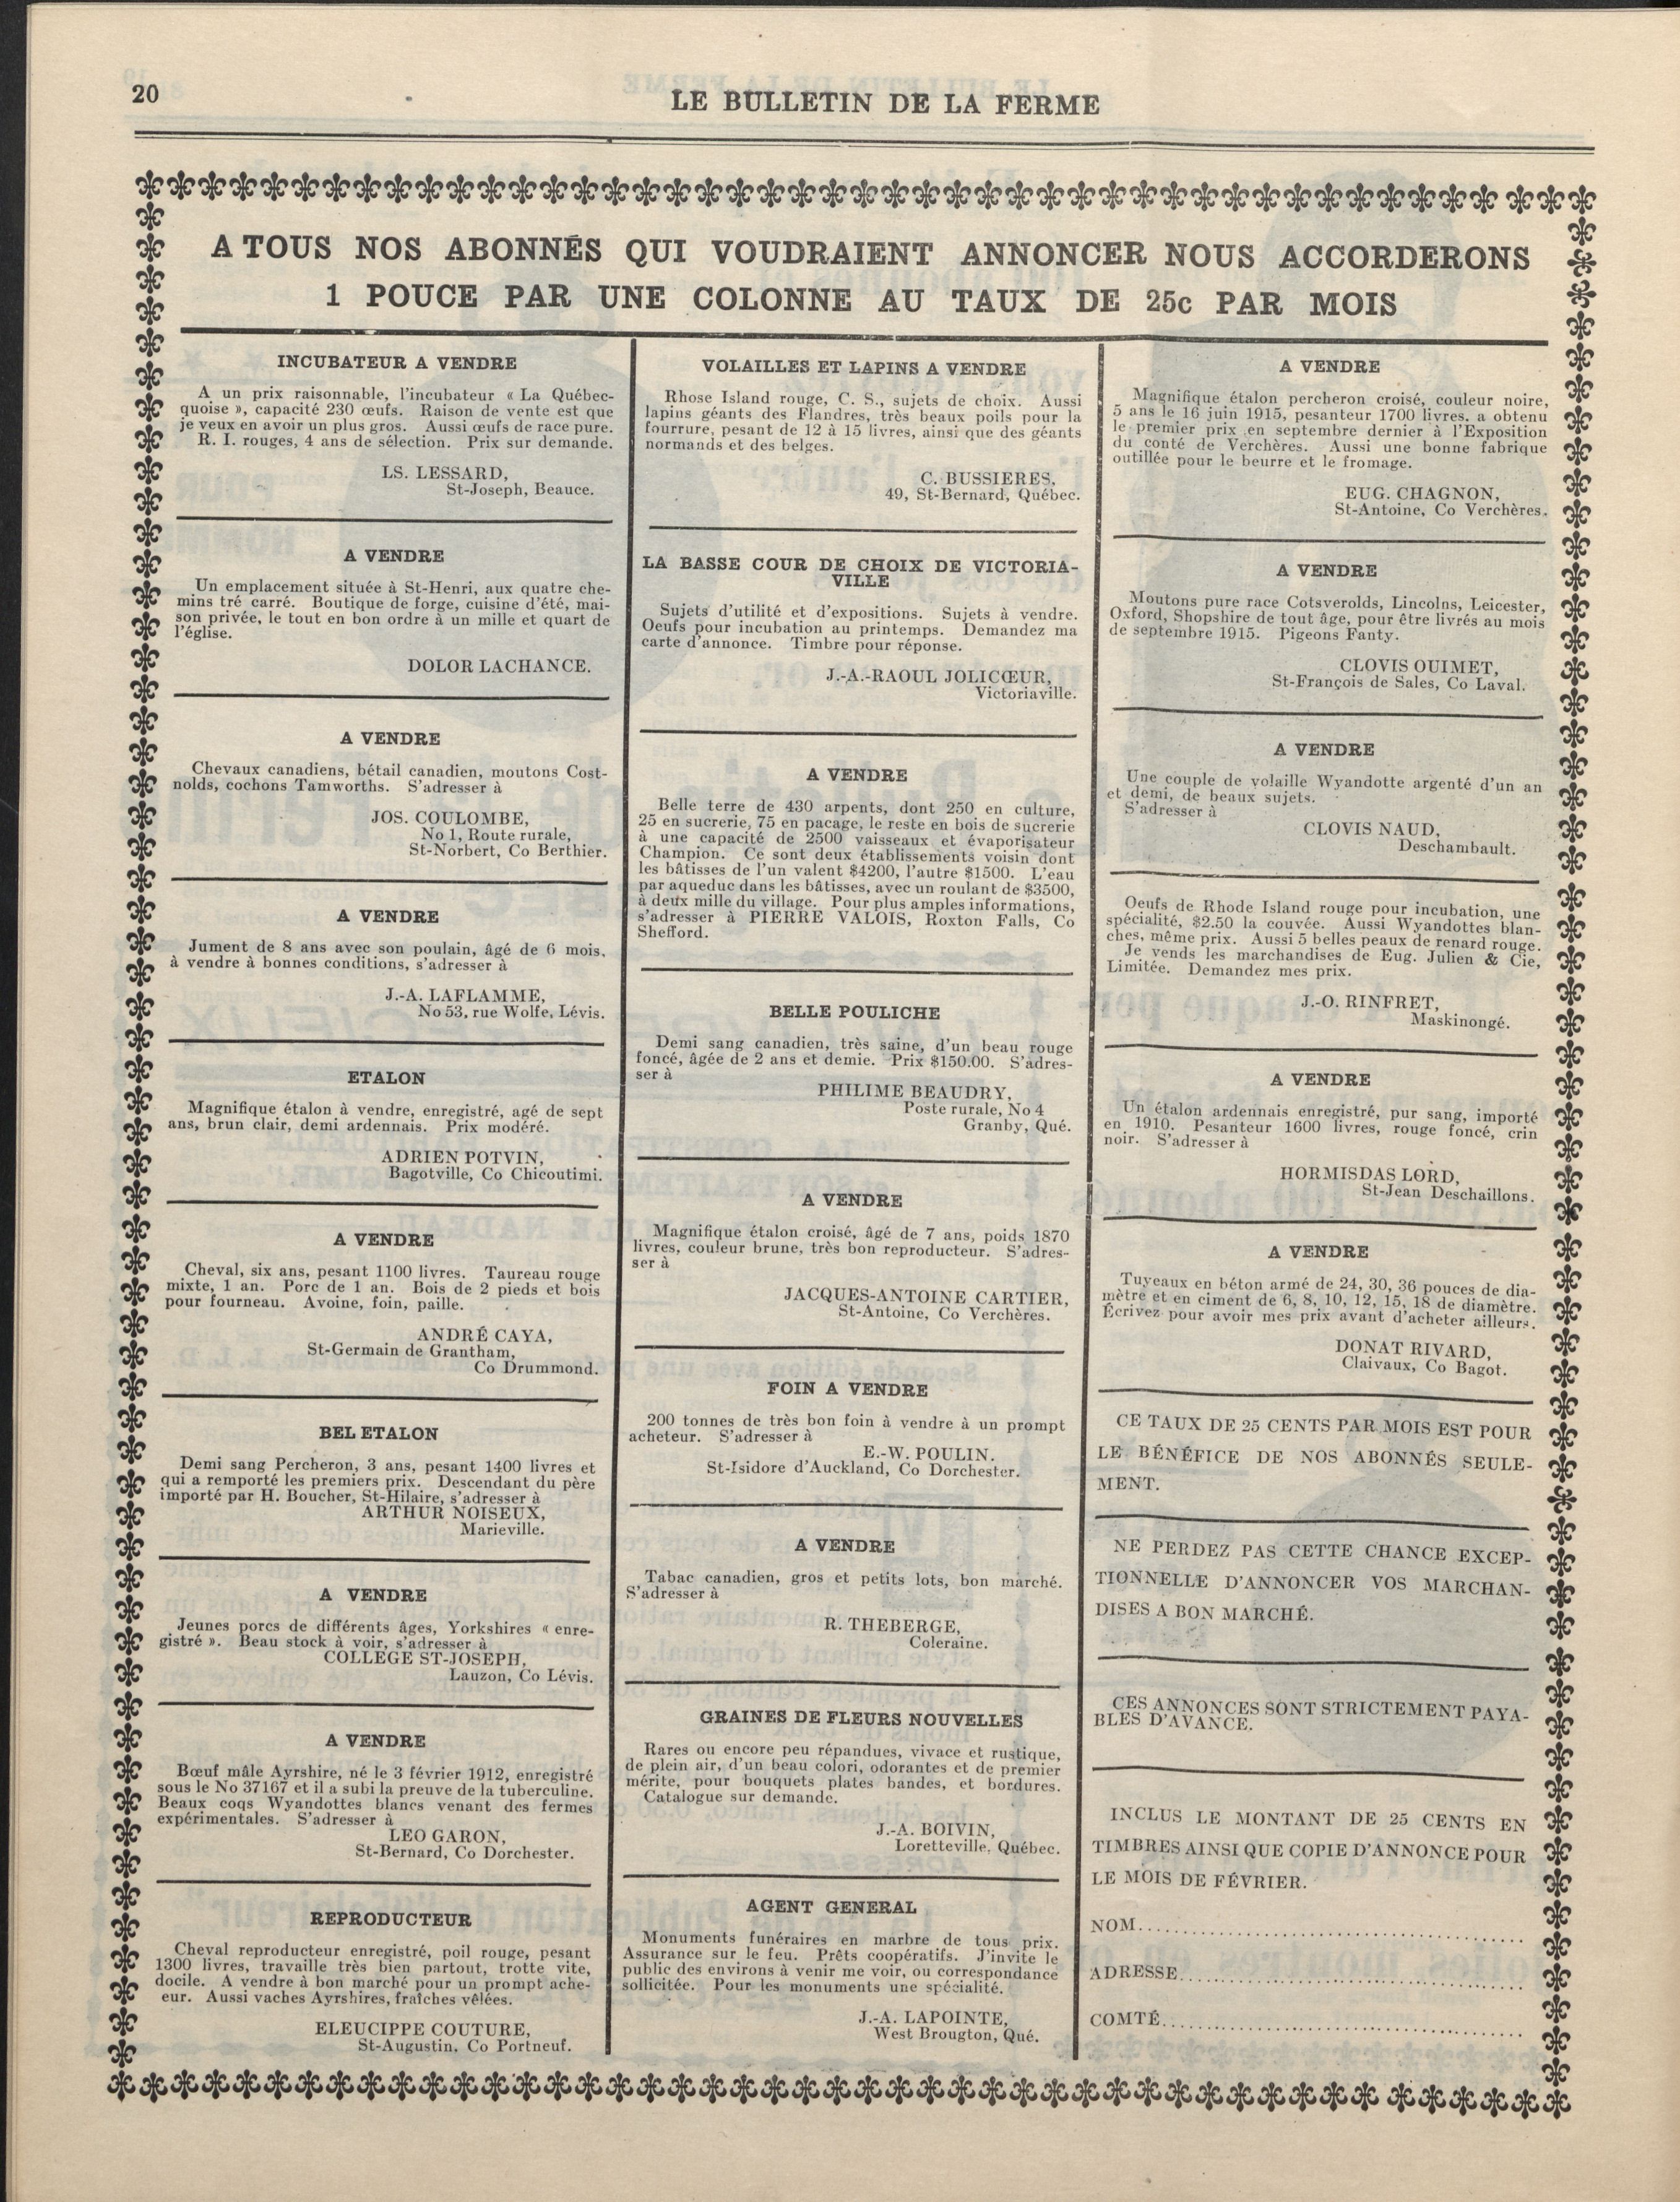 20
LE BULLETIN DE LA FERME
A TOUS NOS ABONNÉS QUI VOUDRAIENT ANNONCER NOUS ACCORDERONS
1 POUCE PAR UNE COLONNE AU TAUX DE 25c PAR MOIS
INCUBATEUR A VENDRE
A un prix raisonnable, l'incubateur « La Québec-
quoise », capacité 230 œufs. Raison de vente est que
je veux en avoir un plus gros. Aussi œufs de race pure.
R. I. rouges, 4 ans de sélection. Prix sur demande.
LS. LESSARD,
St-Joseph, Beauce.
A VENDRE
Un emplacement située à St-Henri, aux quatre che-
mins tré carré. Boutique de forge, cuisine d'été, mai-
son privée, le tout en bon ordre à un mille et quart de
l'église.
DOLOR LACHANCE.
A VENDRE
Chevaux canadiens, bétail canadien, moutons Cost-
nolds, cochons Tamworths. S'adresser à
JOS. COULOMBE,
No 1, Route rurale,
St-Norbert, Co Berthier.
A VENDRE
Jument de 8 ans avec son poulain, âgé de 6 mois,
à vendre à bonnes conditions, s'adresser à
J.-A. LAFLAMME,
No 53, rue Wolfe, Lévis.
ETALON
Magnifique étalon à vendre, enregistré, agé de sept
ans, brun clair, demi ardennais. Prix modéré.
ADRIEN POTVIN,
Bagotville, Co Chicoutimi.
A VENDRE
Cheval, six ans, pesant 1100 livres. Taureau rouge
mixte, 1 an. Porc de 1 an. Bois de 2 pieds et bois
pour fourneau. Avoine, foin, paille.
ANDRÉ CAYA,
St-Germain de Grantham,
Co Drummond.
BEL ETALON
Demi sang Percheron, 3 ans, pesant 1400 livres et
qui a remporté les premiers prix. Descendant du père
importé par H. Boucher, St-Hilaire, s'adresser à
ARTHUR NOISEUX,
Marieville.
A VENDRE
Jeunes porcs de différents âges, Yorkshires « enre-
gistré ». Beau stock à voir, s'adresser à
COLLEGE ST-JOSEPH,
Lauzon, Co Lévis.
A VENDRE
Bœuf mâle Ayrshire, né le 3 février 1912, enregistré
sous le No 37167 et il a subi la preuve de la tuberculine.
Beaux coqs Wyandottes blancs venant des fermes
expérimentales. S'adresser à
LEO GARON,
St-Bernard, Co Dorchester.
REPRODUCTEUR
Cheval reproducteur enregistré, poil rouge, pesant
1300 livres, travaille très bien partout, trotte vite,
docile. A vendre à bon marché pour un prompt ache-
eur. Aussi vaches Ayrshires, fraîches vêlées.
ELEUCIPPE COUTURE,
St-Augustin, Co Portneuf.
VOLAILLES ET LAPINS A VENDRE
Rhose Island rouge, C. S., sujets de choix. Aussi
lapins géants des Flandres, très beaux poils pour la
fourrure, pesant de 12 à 15 livres, ainsi que des géants
normands et des belges.
C. BUSSIERES,
49, St-Bernard, Québec.
LA BASSE COUR DE CHOIX DE VICTORIA-
VILLE
Sujets d'utilité et d'expositions. Sujets à vendre.
Oeufs pour incubation au printemps. Demandez ma
carte d'annonce. Timbre pour réponse.
J.-A.-RAOUL JOLICŒUR,
Victoriaville.
A VENDRE
Belle terre de 430 arpents, dont 250 en culture,
25 en sucrerie, 75 en pacage, le reste en bois de sucrerie
à une capacité de 2500 vaisseaux et évaporisateur
Champion. Ce sont deux établissements voisin dont
les bâtisses de l'un valent $4200, l'autre $1500. L'eau
par aqueduc dans les bâtisses, avec un roulant de $3500,
à deux mille du village. Pour plus amples informations,
s'adresser à PIERRE VALOIS, Roxton Falls, Co
Shefford.
BELLE POULICHE
Demi sang canadien, très saine, d'un beau rouge
foncé, âgée de 2 ans et demie. Prix $150.00. S'adres-
ser à
PHILIME BEAUDRY,
Poste rurale, No 4
Granby, Qué.
A VENDRE
Magnifique étalon croisé, âgé de 7 ans, poids 1870
livres, couleur brune, très bon reproducteur. S'adres-
ser à
JACQUES-ANTOINE CARTIER,
St-Antoine, Co Verchères.
FOIN A VENDRE
200 tonnes de très bon foin à vendre à un prompt
acheteur. S'adresser à
E.-W. POULIN.
St-Isidore d'Auckland, Co Dorchester.
A VENDRE
Tabac canadien, gros et petits lots, bon marché.
S'adresser à
R. THEBERGE,
Coleraine.
GRAINES DE FLEURS NOUVELLES
Rares ou encore peu répandues, vivace et rustique,
de plein air, d'un beau colori, odorantes et de premier
mérite, pour bouquets plates bandes, et bordures.
Catalogue sur demande.
J.-A. BOIVIN,
Loretteville, Québec.
AGENT GENERAL
Monuments funéraires en marbre de tous prix.
Assurance sur le feu. Prêts coopératifs. J'invite le
public des environs à venir me voir, ou correspondance
sollicitée. Pour les monuments une spécialité.
J.-A. LAPOINTE,
West Brougton, Qué.
A VENDRE
Magnifique étalon percheron croisé, couleur noire,
5 ans le 16 juin 1915, pesanteur 1700 livres, a obtenu
le premier prix en septembre dernier à l'Exposition
du conté de Verchères. Aussi une bonne fabrique
outillée pour le beurre et le fromage.
EUG. CHAGNON,
St-Antoine, Co Verchères.
A VENDRE
Moutons pure race Cotsverolds, Lincolns, Leicester,
Oxford, Shopshire de tout âge, pour être livrés au mois
de septembre 1915. Pigeons Fanty.
CLOVIS OUIMET,
St-François de Sales, Co Laval.
A VENDRE
Une couple de volaille Wyandotte argenté d'un an
et demi, de beaux sujets.
S'adresser à
CLOVIS NAUD,
Deschambault.
Oeufs de Rhode Island rouge pour incubation, une
spécialité, $2.50 la couvée. Aussi Wyandottes blan-
ches, même prix. Aussi 5 belles peaux de renard rouge.
Je vends les marchandises de Eug. Julien & Cie,
Limitée. Demandez mes prix.
J.-O. RINFRET,
Maskinongé.
A VENDRE
Un étalon ardennais enregistré, pur sang, importé
en 1910. Pesanteur 1600 livres, rouge foncé, crin
noir. S'adresser à
HORMISDAS LORD,
St-Jean Deschaillons.
A VENDRE
Tuyeaux en béton armé de 24, 30, 36 pouces de dia-
mètre et en ciment de 6, 8, 10, 12, 15, 18 de diamètre.
Écrivez pour avoir mes prix avant d'acheter ailleurs.
DONAT RIVARD,
Claivaux, Co Bagot.
CE TAUX DE 25 CENTS PAR MOIS EST POUR
LE BÉNÉFICE DE NOS ABONNÉS SEULE-
MENT.
NE PERDEZ PAS CETTE CHANCE EXCEP-
TIONNELLE D'ANNONCER VOS MARCHAN-
DISES A BON MARCHÉ.
CES ANNONCES SONT STRICTEMENT PAYA-
BLES D'AVANCE.
INCLUS LE MONTANT DE 25 CENTS EN
TIMBRES AINSI QUE COPIE D'ANNONCE POUR
LE MOIS DE FÉVRIER.
NOM.......................................
ADRESSE...................................
COMTÉ.....................................